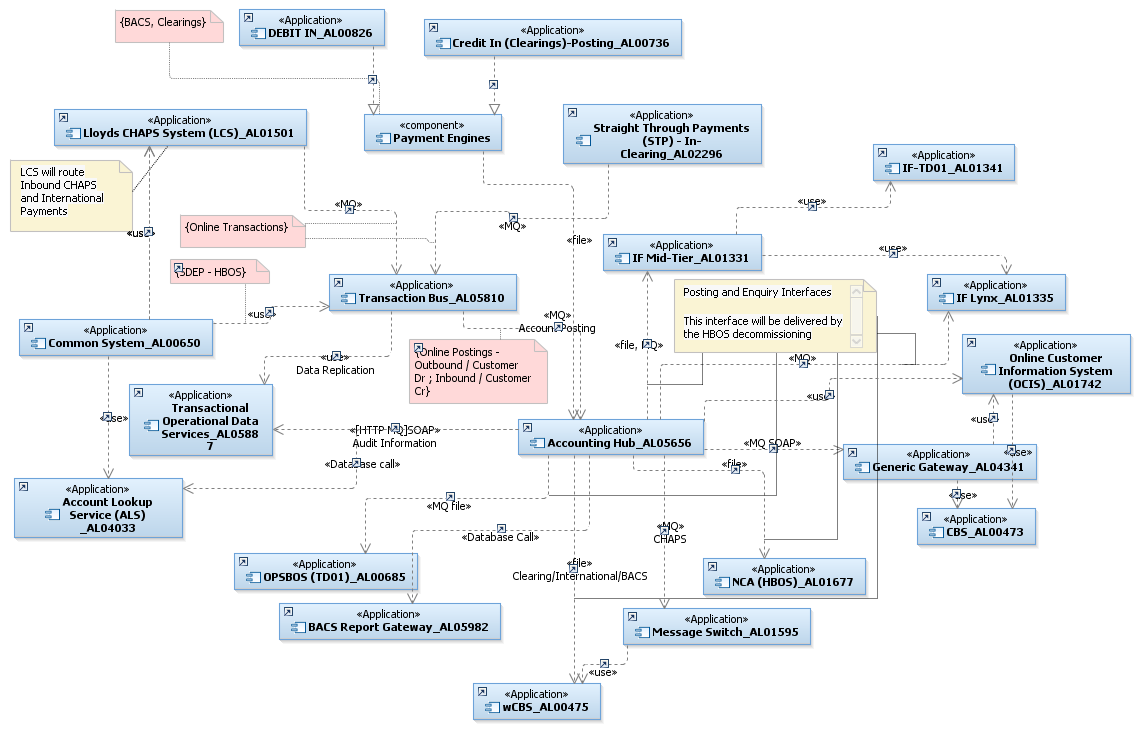 {BACS, Clearings}
«Application»
DEBIT IN_AL00826
«Application»
Credit In (Clearings)-Posting_AL00736
«Application»
Lloyds CHAPS System (LCS)_AL01501
«component»
Payment Engines
«Application»
Straight Through Payments
(STP) - In-
Clearing_AL02296
«Application»
IF-TD01_AL01341
LCS will route
Inbound CHAPS
and International
Payments
«use»
«MQ»
«MQ»
«use»
{Online Transactions}
«file»
«Application»
IF Mid-Tier_AL01331
«use»
{SDEP - HBOS}
«Application»
Transaction Bus_AL05810
Posting and Enquiry Interfaces
This interface will be delivered by
the HBOS decommissioning
«Application»
IF Lynx_AL01335
«use»
«MQ»
Account Posting
«Application»
Common System_AL00650
«use»
Data Replication
{Online Postings -
Outbound / Customer
Dr ; Inbound / Customer
Cr}
«file, MQ»
«MQ»
«Application»
Online Customer
Information System
(OCIS)_AL01742
«use»
«Application»
Transactional
Operational Data
Services_AL0588
7
«use»
«[HTTP MQ]SOAP»
Audit Information
«Application»
Accounting Hub_AL05656
«MQ SOAP»
«use»
«use»
«Application»
Generic Gateway_AL04341
«Database call»
«file»
«Application»
Account Lookup
Service (ALS)
_AL04033
«MQ file»
«use»
«Application»
CBS_AL00473
«Database Call»
«MQ»
CHAPS
«Application»
OPSBOS (TD01)_AL00685
«file»
Clearing/International/BACS
«Application»
NCA (HBOS)_AL01677
«Application»
BACS Report Gateway_AL05982
«Application»
Message Switch_AL01595
«use»
«Application»
wCBS_AL00475